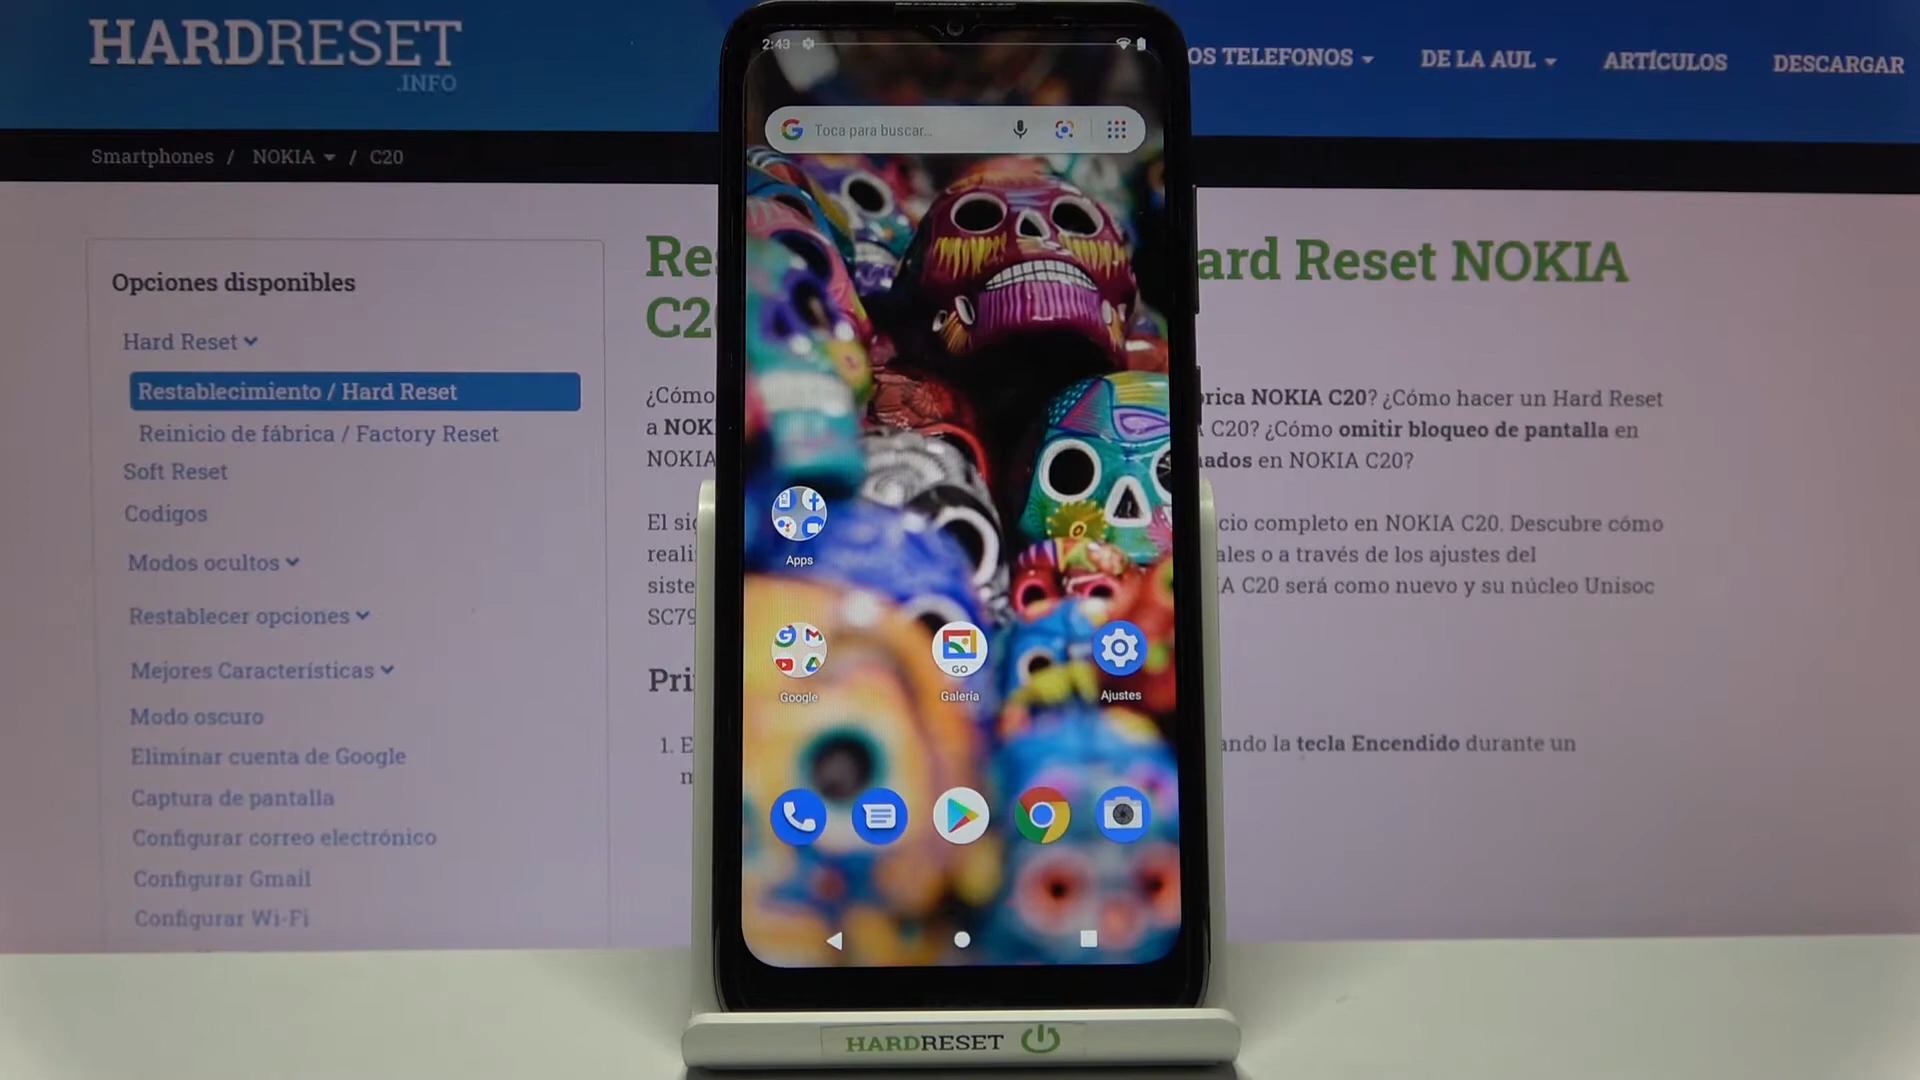 HARDRESET
.INFO
OS TELEFONOS
DE LA AUL
ARTÍCULOS
DESCARGAR
Smartphones / NOKIA / C20
Opciones disponibles
Hard Reset
Restablecimiento / Hard Reset
Reinicio de fábrica / Factory Reset
Soft Reset
Codigos
Modos ocultos
Restablecer opciones
Mejores Características
Modo oscuro
Eliminar cuenta de Google
Captura de pantalla
Configurar correo electrónico
Configurar Gmail
Configurar Wi-Fi
Re ard Reset NOKIA
C2
¿Cómo rica NOKIA C20? ¿Cómo hacer un Hard Reset
a NOK C20? ¿Cómo omitir bloqueo de pantalla en
NOKIA ados en NOKIA C20?
El si cio completo en NOKIA C20. Descubre cómo
reali ales o a través de los ajustes del
siste A C20 será como nuevo y su núcleo Unisoc
SC79
Pri
1. E ando la tecla Encendido durante un
m
2:43
Toca para buscar...
Apps
Google
GO
Galería
Ajustes
HARDRESET